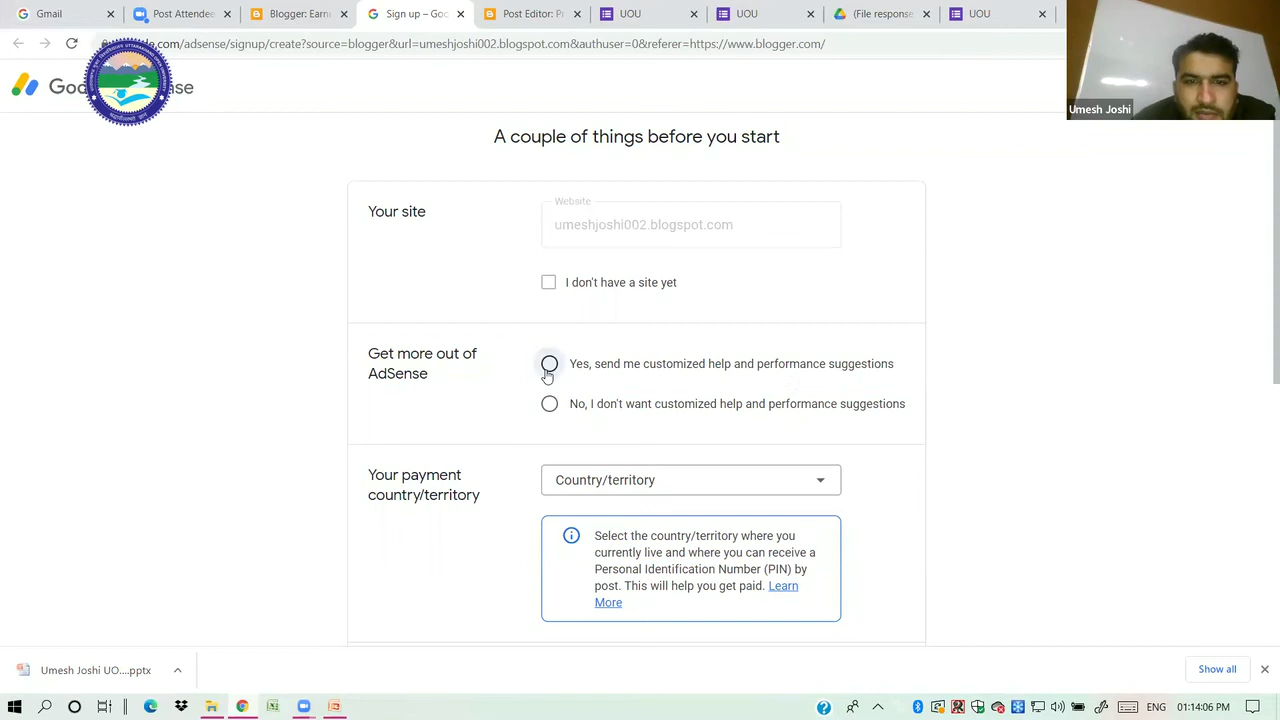 Gmail
Post Attendee
Blogger: Earni
Sign up – Goo
Post Editor: Pr
UOU
UOU
(File response
UOU
.com/adsense/signup/create?source=blogger&url=umeshjoshi002.blogspot.com&authuser=0&referer=https://www.blogger.com/
Umesh Joshi
A couple of things before you start
Your site
Website
umeshjoshi002.blogspot.com
I don't have a site yet
Get more out of
AdSense
Yes, send me customized help and performance suggestions
No, I don't want customized help and performance suggestions
Your payment
country/territory
Country/territory
Select the country/territory where you
currently live and where you can receive a
Personal Identification Number (PIN) by
post. This will help you get paid. Learn
More
Umesh Joshi UO....pptx
Show all
ENG
01:14:06 PM